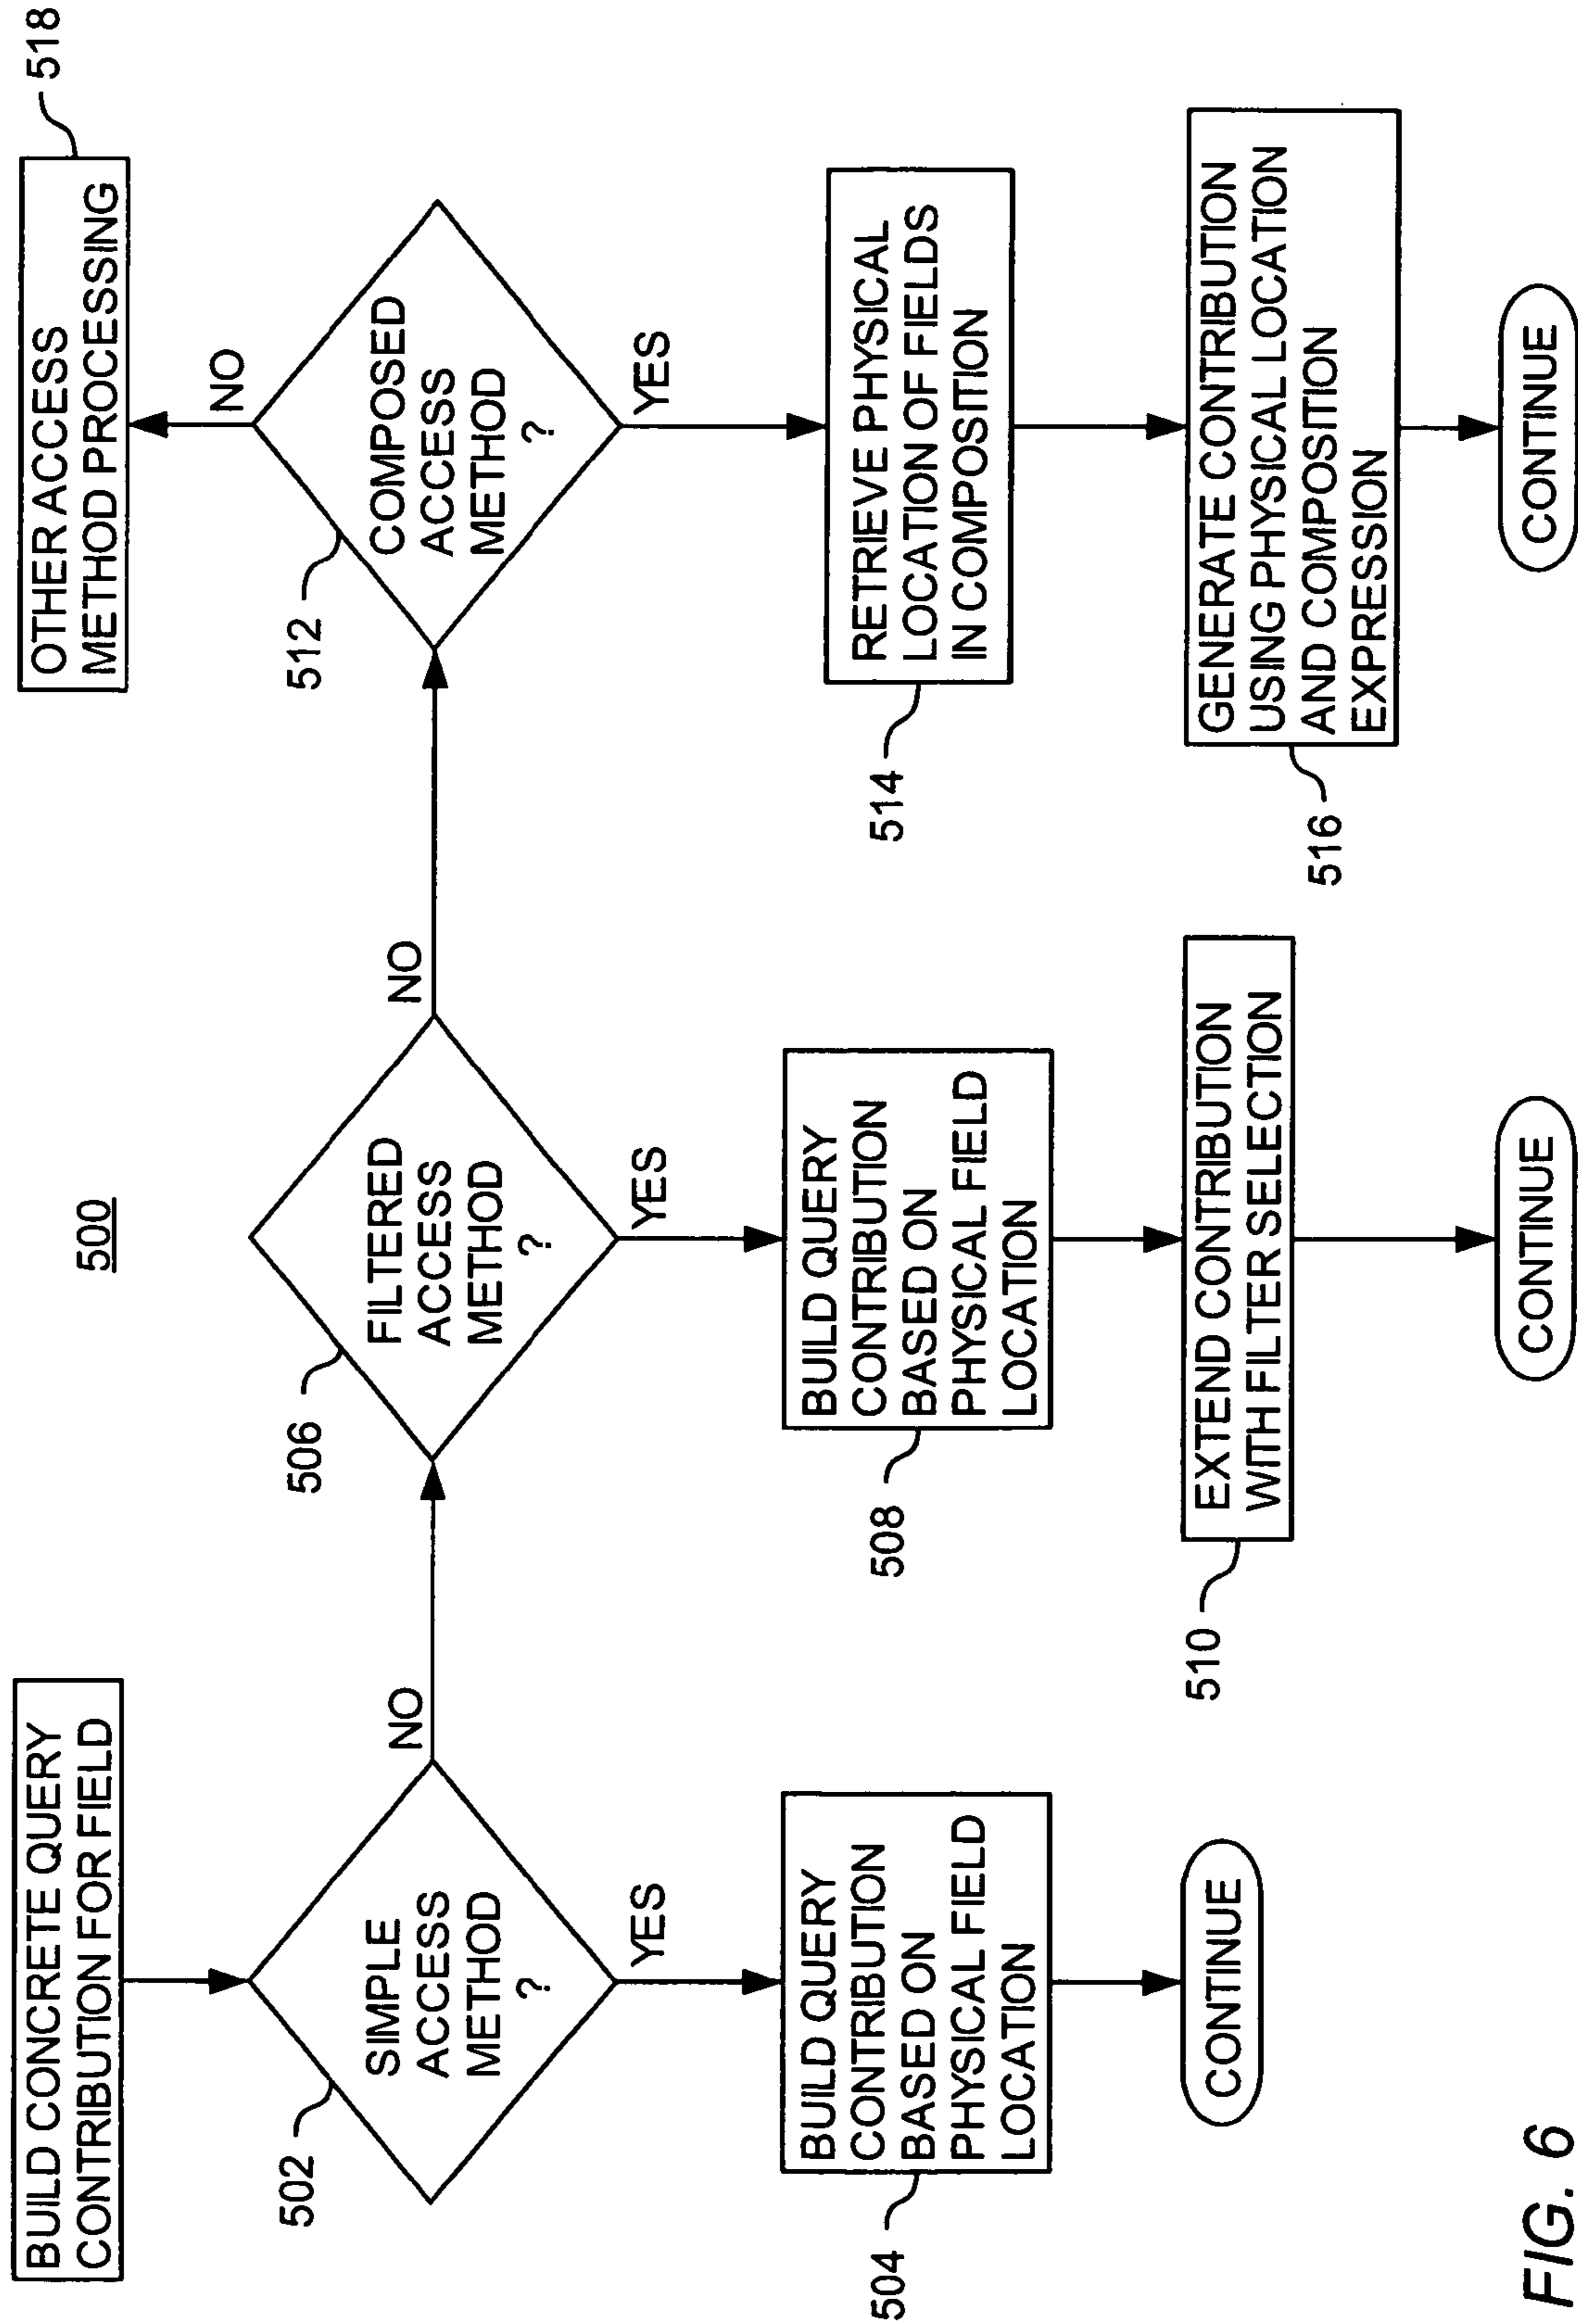 500
BUILD CONCRETE QUERY
CONTRIBUTION FOR FIELD
502
SIMPLE
ACCESS
METHOD
?
NO
YES
504
BUILD QUERY
CONTRIBUTION
BASED ON
PHYSICAL FIELD
LOCATION
CONTINUE
506
FILTERED
ACCESS
METHOD
?
NO
YES
508
BUILD QUERY
CONTRIBUTION
BASED ON
PHYSICAL FIELD
LOCATION
510
EXTEND CONTRIBUTION
WITH FILTER SELECTION
CONTINUE
512
COMPOSED
ACCESS
METHOD
?
NO
518
OTHER ACCESS
METHOD PROCESSING
YES
514
RETRIEVE PHYSICAL
LOCATION OF FIELDS
IN COMPOSITION
516
GENERATE CONTRIBUTION
USING PHYSICAL LOCATION
AND COMPOSITION
EXPRESSION
CONTINUE
FIG. 6